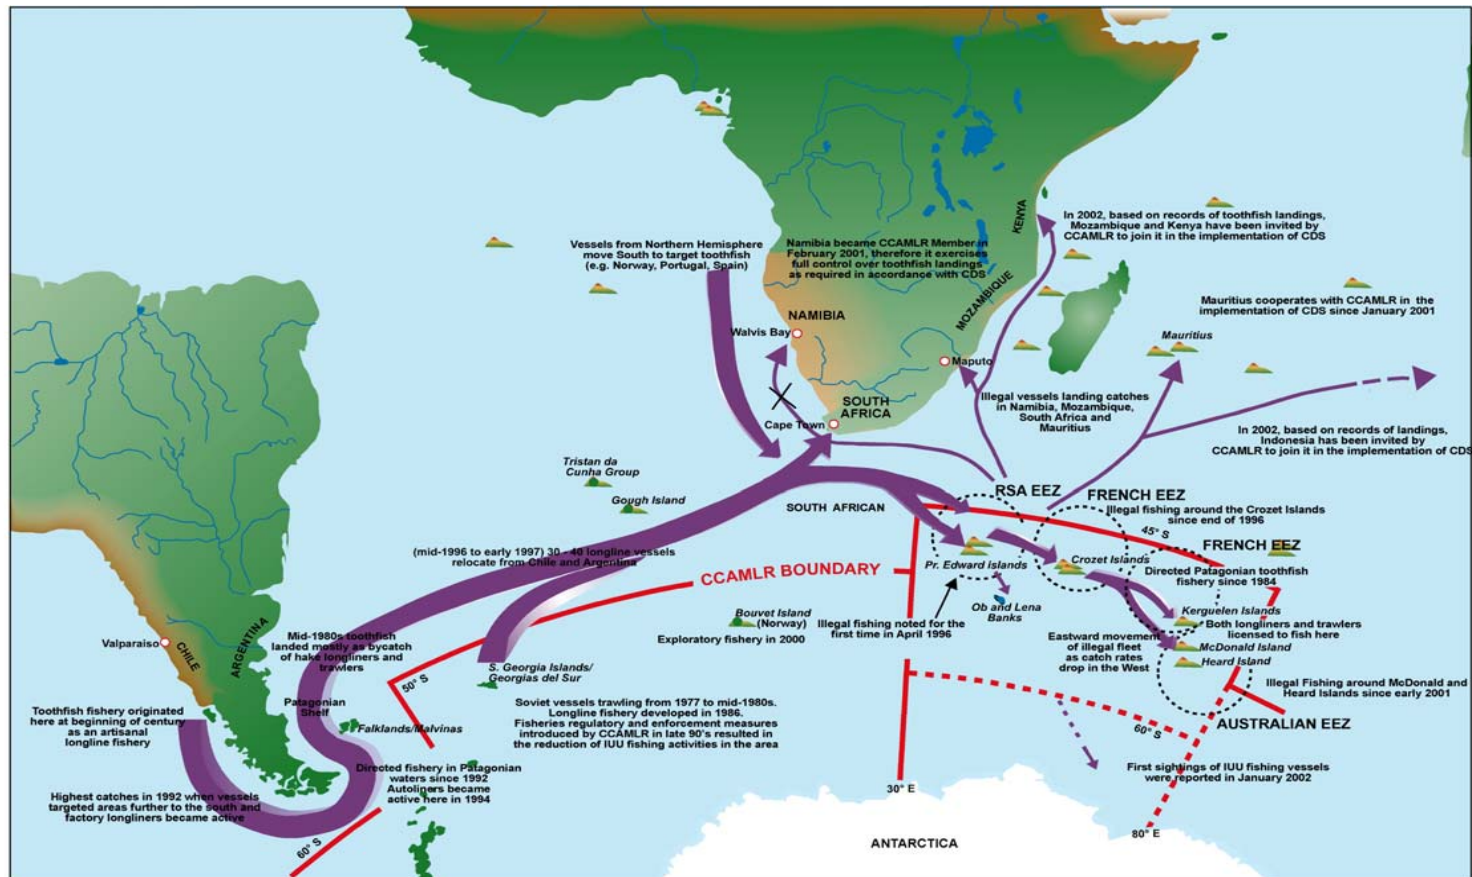 Vessels from Northern Hemisphere
move South to target toothfish
(e.g. Norway, Portugal, Spain)
Namibia became CCAMLR Member in
February 2001, therefore it exercises
full control over toothfish landings
as required in accordance with CDS
KENYA
In 2002, based on records of toothfish landings,
Mozambique and Kenya have been invited by
CCAMLR to join it in the implementation of CDS
MOZAMBIQUE
Mauritius cooperates with CCAMLR in the
implementation of CDS since January 2001
NAMIBIA
Walvis Bay
Mauritius
Maputo
SOUTH
AFRICA
Cape Town
Illegal vessels landing catches
in Namibia, Mozambique,
South Africa and
Mauritius
In 2002, based on records of landings,
Indonesia has been invited by
CCAMLR to join it in the implementation of CDS
Tristan da
Cunha Group
Gough Island
SOUTH AFRICAN
RSA EEZ
FRENCH EEZ
Illegal fishing around the Crozet Islands
since end of 1996
45° S
FRENCH EEZ
(mid-1996 to early 1997) 30 - 40 longline vessels
relocate from Chile and Argentina
CCAMLR BOUNDARY
Pr. Edward islands
Crozet Islands
Directed Patagonian toothfish
fishery since 1984
Ob and Lena
Banks
Kerguelen Islands
Both longliners and trawlers
licensed to fish here
Bouvet Island
(Norway)
Exploratory fishery in 2000
Illegal fishing noted for the
first time in April 1996
Eastward movement
of illegal fleet
as catch rates
drop in the West
McDonald Island
Heard Island
Illegal Fishing around McDonald and
Heard Islands since early 2001
AUSTRALIAN EEZ
Valparaiso
CHILE
ARGENTINA
Mid-1980s toothfish
landed mostly as bycatch
of hake longliners and
trawlers
Patagonian
Shelf
50° S
S. Georgia Islands/
Georgias del Sur
Soviet vessels trawling from 1977 to mid-1980s.
Longline fishery developed in 1986.
Fisheries regulatory and enforcement measures
introduced by CCAMLR in late 90's resulted in
the reduction of IUU fishing activities in the area
Toothfish fishery originated
here at beginning of century
as an artisanal
longline fishery
Falklands/Malvinas
Directed fishery in Patagonian
waters since 1992
Autoliners became
active here in 1994
Highest catches in 1992 when vessels
targeted areas further to the south and
factory longliners became active
60° S
60° S
First sightings of IUU fishing vessels
were reported in January 2002
30° E
80° E
ANTARCTICA